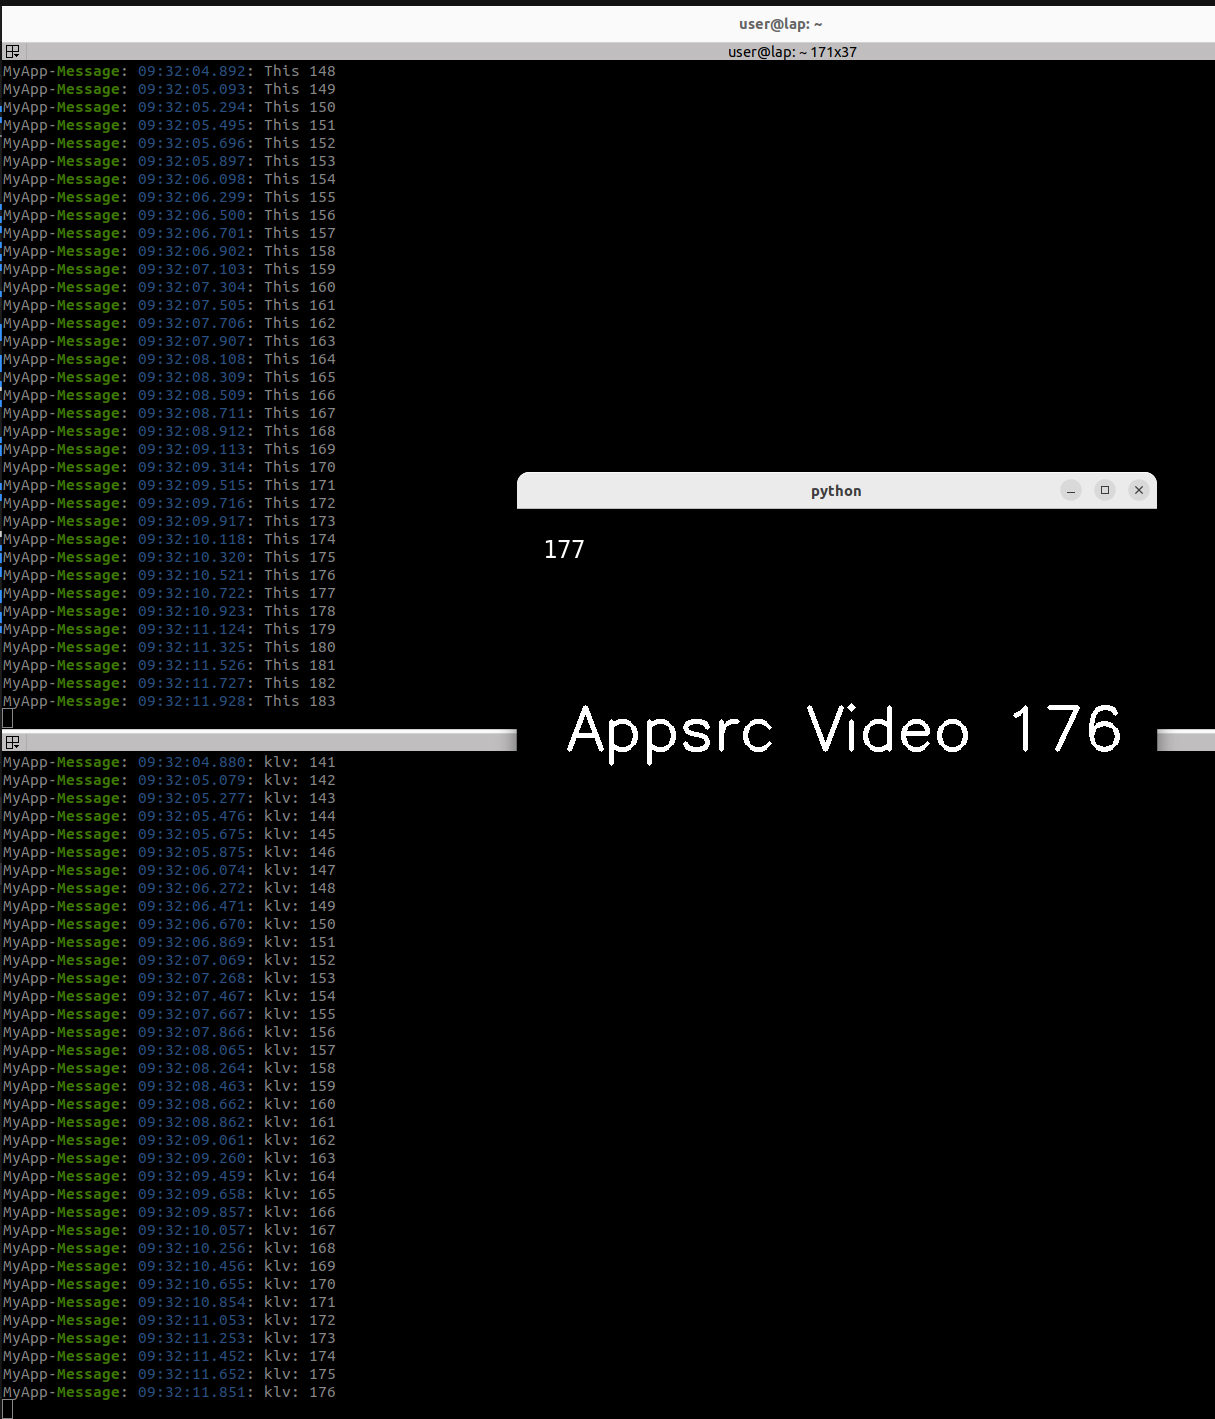 user@lap: ~
user@lap: ~ 171x37
MyApp-Message: 09:32:04.892: This 148
MyApp-Message: 09:32:05.093: This 149
MyApp-Message: 09:32:05.294: This 150
MyApp-Message: 09:32:05.495: This 151
MyApp-Message: 09:32:05.696: This 152
MyApp-Message: 09:32:05.897: This 153
MyApp-Message: 09:32:06.098: This 154
MyApp-Message: 09:32:06.299: This 155
MyApp-Message: 09:32:06.500: This 156
MyApp-Message: 09:32:06.701: This 157
MyApp-Message: 09:32:06.902: This 158
MyApp-Message: 09:32:07.103: This 159
MyApp-Message: 09:32:07.304: This 160
MyApp-Message: 09:32:07.505: This 161
MyApp-Message: 09:32:07.706: This 162
MyApp-Message: 09:32:07.907: This 163
MyApp-Message: 09:32:08.108: This 164
MyApp-Message: 09:32:08.309: This 165
MyApp-Message: 09:32:08.509: This 166
MyApp-Message: 09:32:08.711: This 167
MyApp-Message: 09:32:08.912: This 168
MyApp-Message: 09:32:09.113: This 169
MyApp-Message: 09:32:09.314: This 170
MyApp-Message: 09:32:09.515: This 171
MyApp-Message: 09:32:09.716: This 172
MyApp-Message: 09:32:09.917: This 173
MyApp-Message: 09:32:10.118: This 174
MyApp-Message: 09:32:10.320: This 175
MyApp-Message: 09:32:10.521: This 176
MyApp-Message: 09:32:10.722: This 177
MyApp-Message: 09:32:10.923: This 178
MyApp-Message: 09:32:11.124: This 179
MyApp-Message: 09:32:11.325: This 180
MyApp-Message: 09:32:11.526: This 181
MyApp-Message: 09:32:11.727: This 182
MyApp-Message: 09:32:11.928: This 183
python
177
Appsrc Video 176
MyApp-Message: 09:32:04.880: klv: 141
MyApp-Message: 09:32:05.079: klv: 142
MyApp-Message: 09:32:05.277: klv: 143
MyApp-Message: 09:32:05.476: klv: 144
MyApp-Message: 09:32:05.675: klv: 145
MyApp-Message: 09:32:05.875: klv: 146
MyApp-Message: 09:32:06.074: klv: 147
MyApp-Message: 09:32:06.272: klv: 148
MyApp-Message: 09:32:06.471: klv: 149
MyApp-Message: 09:32:06.670: klv: 150
MyApp-Message: 09:32:06.869: klv: 151
MyApp-Message: 09:32:07.069: klv: 152
MyApp-Message: 09:32:07.268: klv: 153
MyApp-Message: 09:32:07.467: klv: 154
MyApp-Message: 09:32:07.667: klv: 155
MyApp-Message: 09:32:07.866: klv: 156
MyApp-Message: 09:32:08.065: klv: 157
MyApp-Message: 09:32:08.264: klv: 158
MyApp-Message: 09:32:08.463: klv: 159
MyApp-Message: 09:32:08.662: klv: 160
MyApp-Message: 09:32:08.862: klv: 161
MyApp-Message: 09:32:09.061: klv: 162
MyApp-Message: 09:32:09.260: klv: 163
MyApp-Message: 09:32:09.459: klv: 164
MyApp-Message: 09:32:09.658: klv: 165
MyApp-Message: 09:32:09.857: klv: 166
MyApp-Message: 09:32:10.057: klv: 167
MyApp-Message: 09:32:10.256: klv: 168
MyApp-Message: 09:32:10.456: klv: 169
MyApp-Message: 09:32:10.655: klv: 170
MyApp-Message: 09:32:10.854: klv: 171
MyApp-Message: 09:32:11.053: klv: 172
MyApp-Message: 09:32:11.253: klv: 173
MyApp-Message: 09:32:11.452: klv: 174
MyApp-Message: 09:32:11.652: klv: 175
MyApp-Message: 09:32:11.851: klv: 176